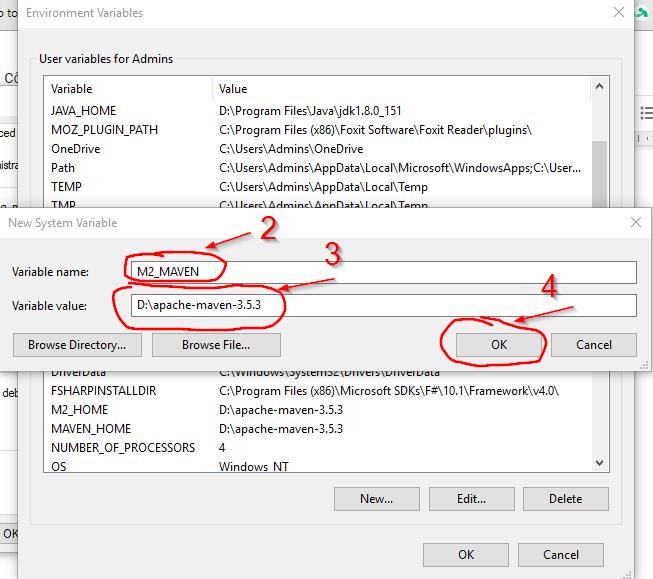 Environment Variables
User variables for Admins
Variable Value
JAVA_HOME D:\Program Files\Java\jdk1.8.0_151
MOZ_PLUGIN_PATH C:\Program Files (x86)\Foxit Software\Foxit Reader\plugins\
OneDrive C:\Users\Admins\OneDrive
Path C:\Users\Admins\AppData\Local\Microsoft\WindowsApps;C:\User...
TEMP C:\Users\Admins\AppData\Local\Temp
TMP C:\Users\Admins\AppData\Local\Temp
New System Variable
2
3
Variable name: M2_MAVEN
4
Variable value: D:\apache-maven-3.5.3
Browse Directory... Browse File... OK Cancel
DriverData C:\Windows\System32\Drivers\DriverData
FSHARPINSTALLDIR C:\Program Files (x86)\Microsoft SDKs\F#\10.1\Framework\v4.0\
M2_HOME D:\apache-maven-3.5.3
MAVEN_HOME D:\apache-maven-3.5.3
NUMBER_OF_PROCESSORS 4
OS Windows_NT
New... Edit... Delete
OK
OK Cancel